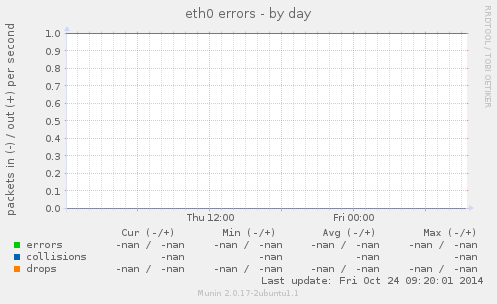 eth0 errors - by day
RRDTOOL / TOBI OETIKER
packets in (-) / out (+) per second
1.0
0.9
0.8
0.7
0.6
0.5
0.4
0.3
0.2
0.1
0.0
Thu 12:00 Fri 00:00
Cur (-/+) Min (-/+) Avg (-/+) Max (-/+)
errors -nan / -nan -nan / -nan -nan / -nan -nan / -nan
collisions -nan -nan -nan -nan
drops -nan / -nan -nan / -nan -nan / -nan -nan / -nan
Last update: Fri Oct 24 09:20:01 2014
Munin 2.0.17-2ubuntu1.1